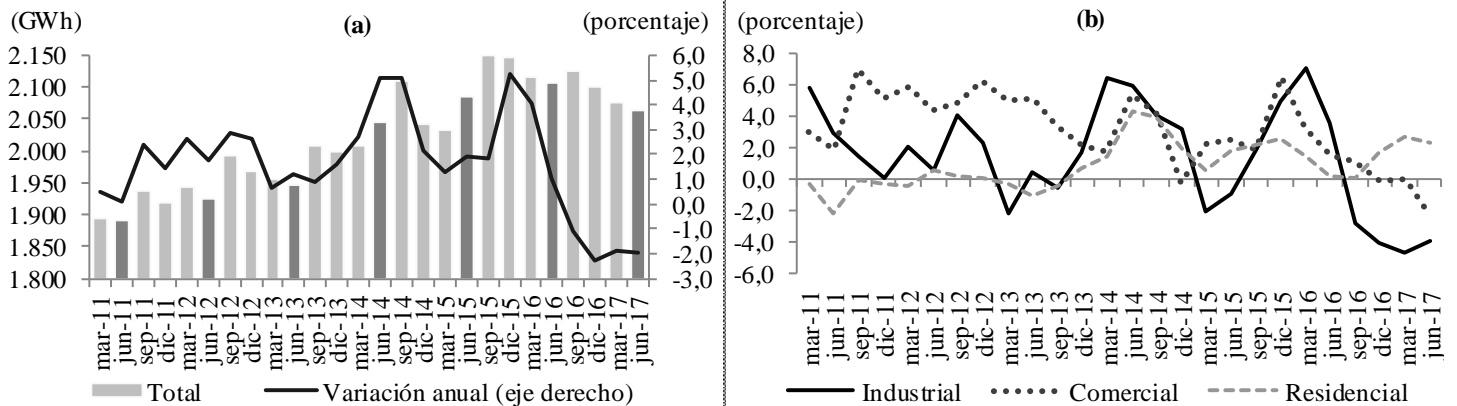 (GWh)
(a)
(porcentaje)
2.150
2.100
2.050
2.000
1.950
1.900
1.850
1.800
6,0
5,0
4,0
3,0
2,0
1,0
0,0
-1,0
-2,0
-3,0
mar-11
jun-11
sep-11
dic-11
mar-12
jun-12
sep-12
dic-12
mar-13
jun-13
sep-13
dic-13
mar-14
jun-14
sep-14
dic-14
mar-15
jun-15
sep-15
dic-15
mar-16
jun-16
sep-16
dic-16
mar-17
jun-17
Total
Variación anual (eje derecho)
(porcentaje)
(b)
8,0
6,0
4,0
2,0
0,0
-2,0
-4,0
-6,0
mar-11
jun-11
sep-11
dic-11
mar-12
jun-12
sep-12
dic-12
mar-13
jun-13
sep-13
dic-13
mar-14
jun-14
sep-14
dic-14
mar-15
jun-15
sep-15
dic-15
mar-16
jun-16
sep-16
dic-16
mar-17
jun-17
Industrial
Comercial
Residencial